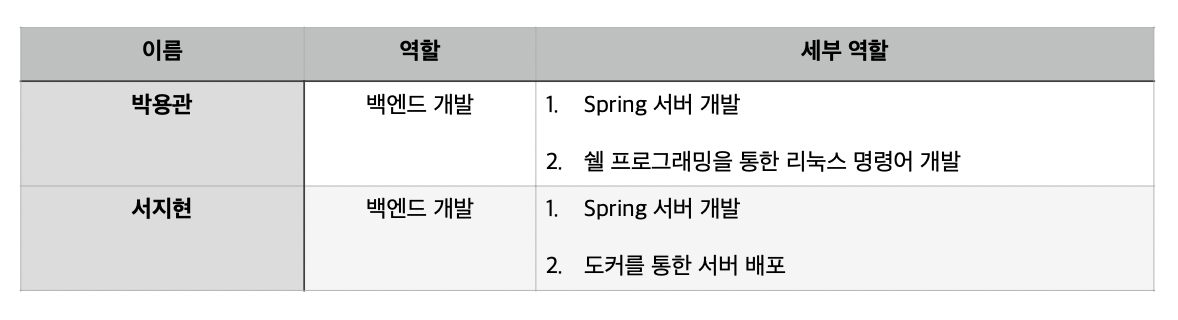 이름 역할 세부 역할
박용관 백엔드 개발 1. Spring 서버 개발
2. 쉘 프로그래밍을 통한 리눅스 명령어 개발
서지현 백엔드 개발 1. Spring 서버 개발
2. 도커를 통한 서버 배포